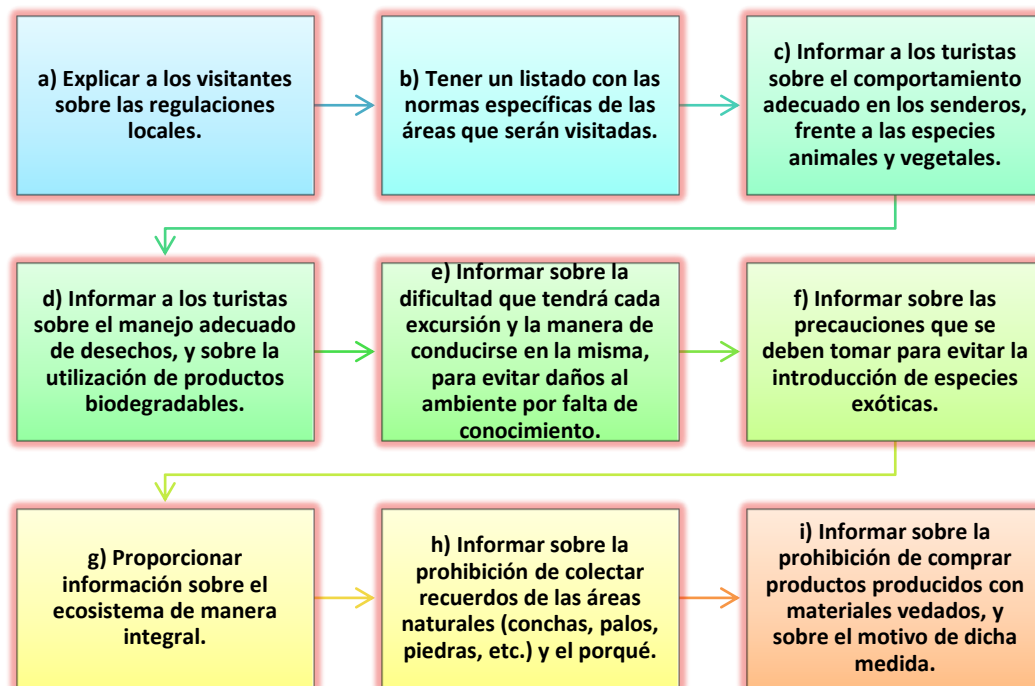 a) Explicar a los visitantes
sobre las regulaciones
locales.
b) Tener un listado con las
normas específicas de las
áreas que serán visitadas.
c) Informar a los turistas
sobre el comportamiento
adecuado en los senderos,
frente a las especies
animales y vegetales.
d) Informar a los turistas
sobre el manejo adecuado
de desechos, y sobre la
utilización de productos
biodegradables.
e) Informar sobre la
dificultad que tendrá cada
excursión y la manera de
conducirse en la misma,
para evitar daños al
ambiente por falta de
conocimiento.
f) Informar sobre las
precauciones que se
deben tomar para evitar la
introducción de especies
exóticas.
g) Proporcionar
información sobre el
ecosistema de manera
integral.
h) Informar sobre la
prohibición de colectar
recuerdos de las áreas
naturales (conchas, palos,
piedras, etc.) y el porqué.
i) Informar sobre la
prohibición de comprar
productos producidos con
materiales vedados, y
sobre el motivo de dicha
medida.